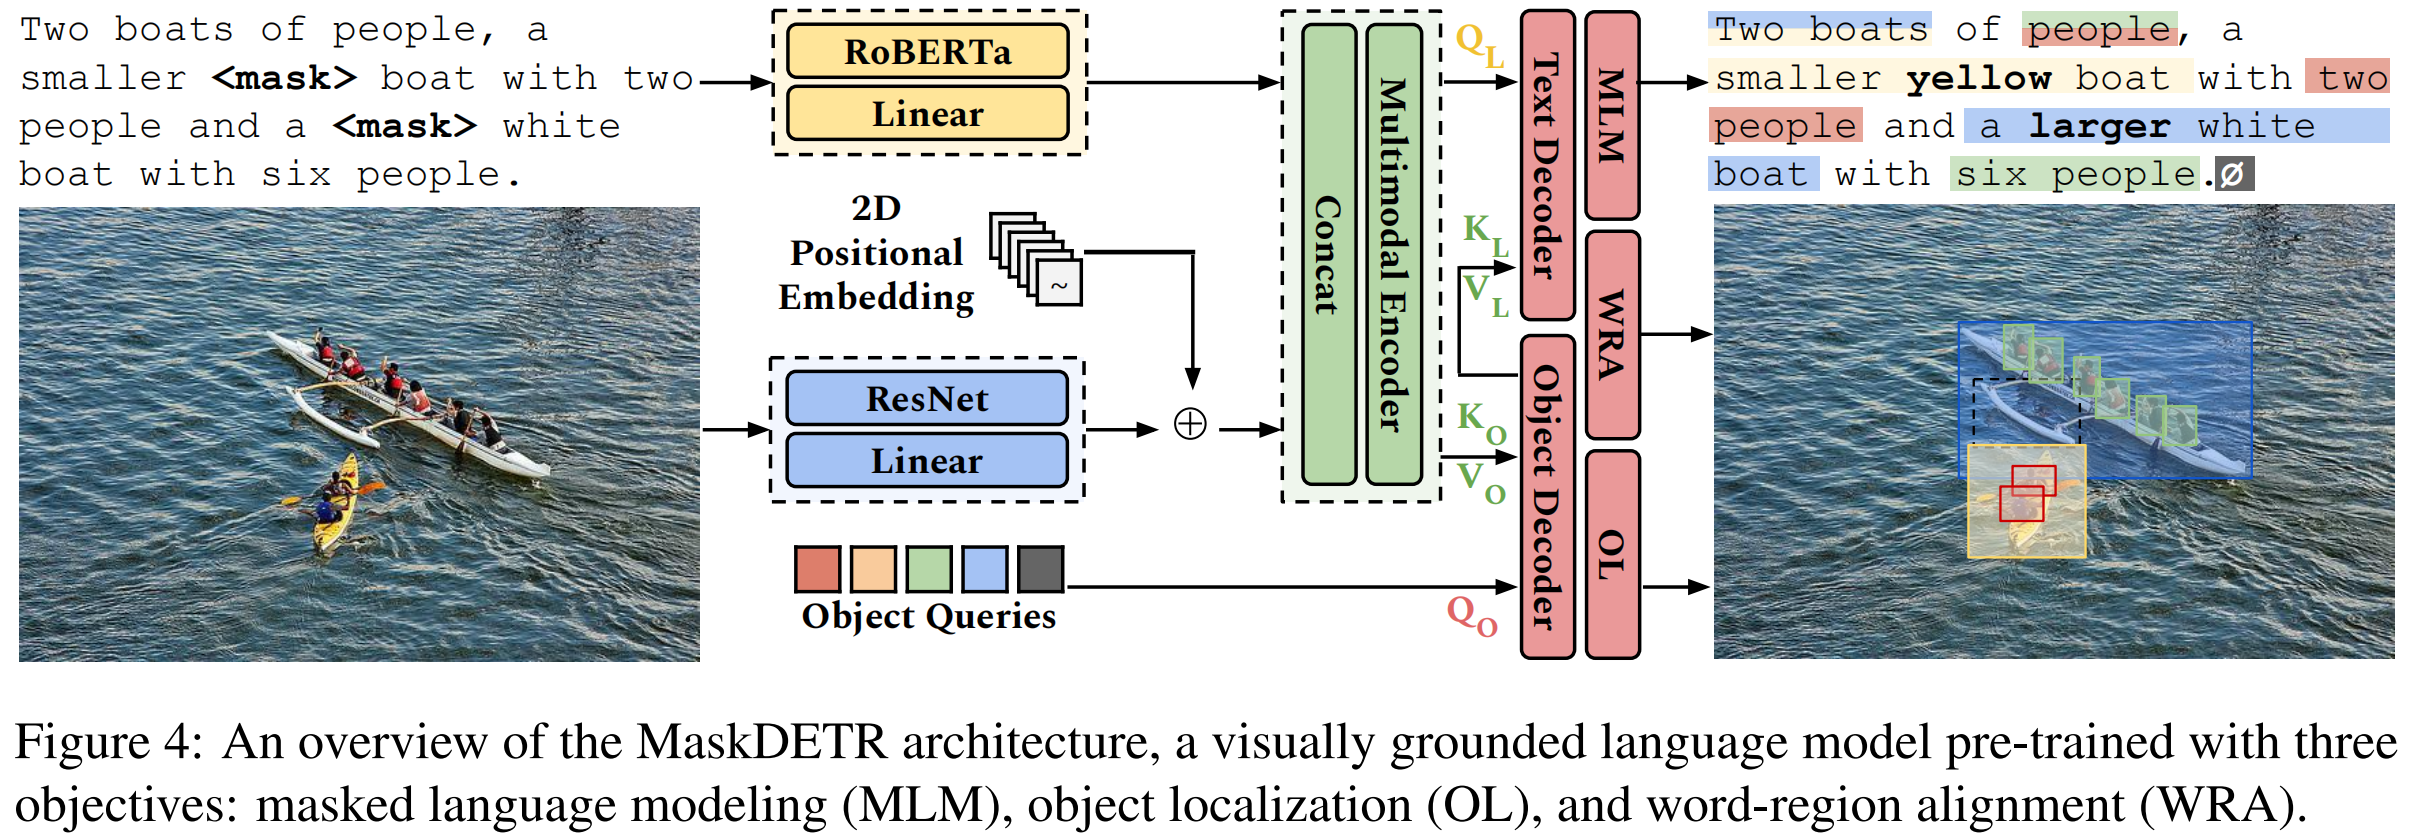 Two boats of people, a
smaller <mask> boat with two
people and a <mask> white
boat with six people.
RoBERTa
Linear
2D
Positional
Embedding
~
ResNet
Linear
Object Queries
Concat
Multimodal Encoder
Q_L
K_L
V_L
K_O
V_O
Q_O
Text Decoder
Object Decoder
MLM
WRA
OL
Two boats of people, a
smaller yellow boat with two
people and a larger white
boat with six people.∅
Figure 4: An overview of the MaskDETR architecture, a visually grounded language model pre-trained with three
objectives: masked language modeling (MLM), object localization (OL), and word-region alignment (WRA).